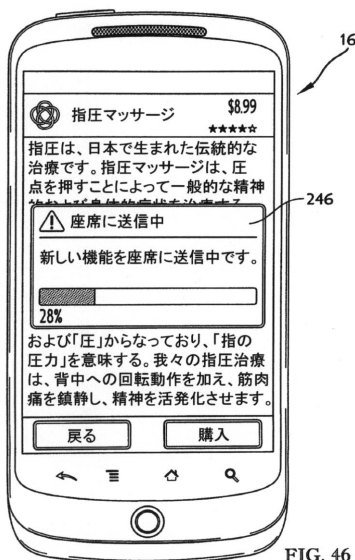 16
指圧マッサージ
$8.99
★★★★☆
指圧は、日本で生まれた伝統的な
治療です。指圧マッサージは、圧
点を押すことによって一般的な精神
246
座席に送信中
新しい機能を座席に送信中です。
28%
および「圧」からなっており、「指の
圧力」を意味する。我々の指圧治療
は、背中への回転動作を加え、筋肉
痛を鎮静し、精神を活発化させます。
戻る
購入
FIG. 46